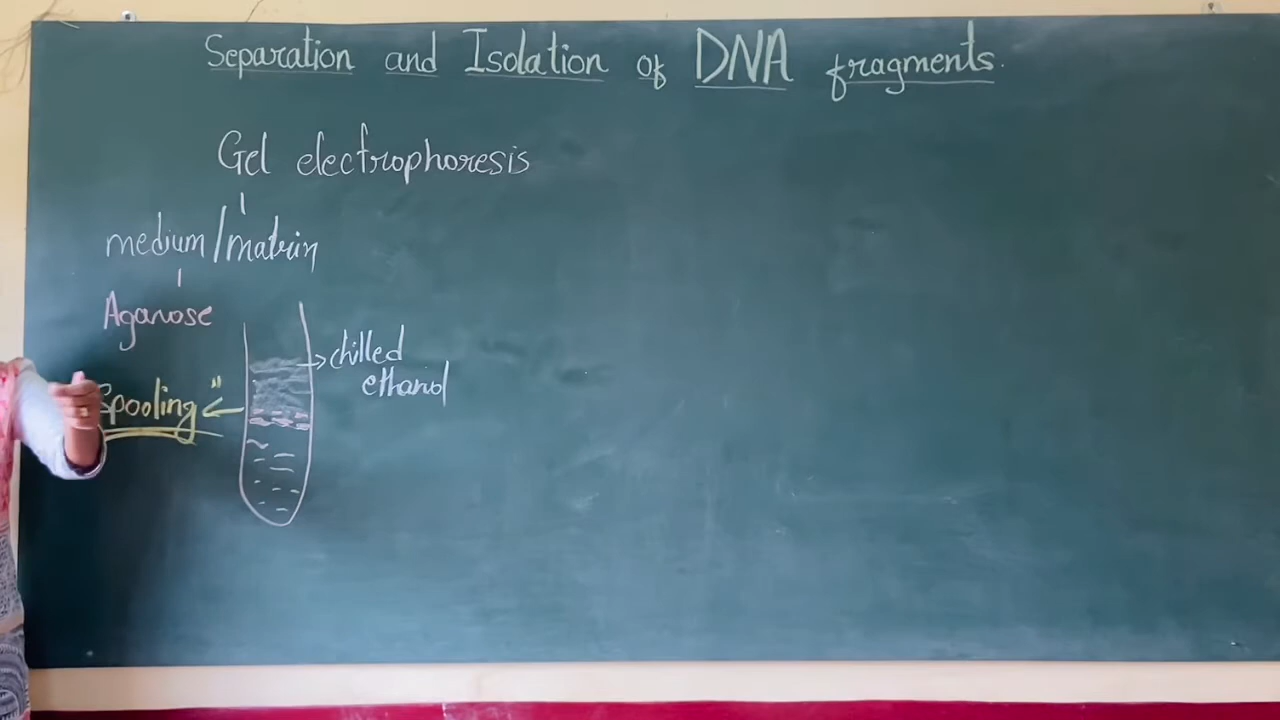 Separation and Isolation of DNA fragments.
Gel electrophoresis
medium/matrix
Agarose
chilled
ethanol
Spooling"